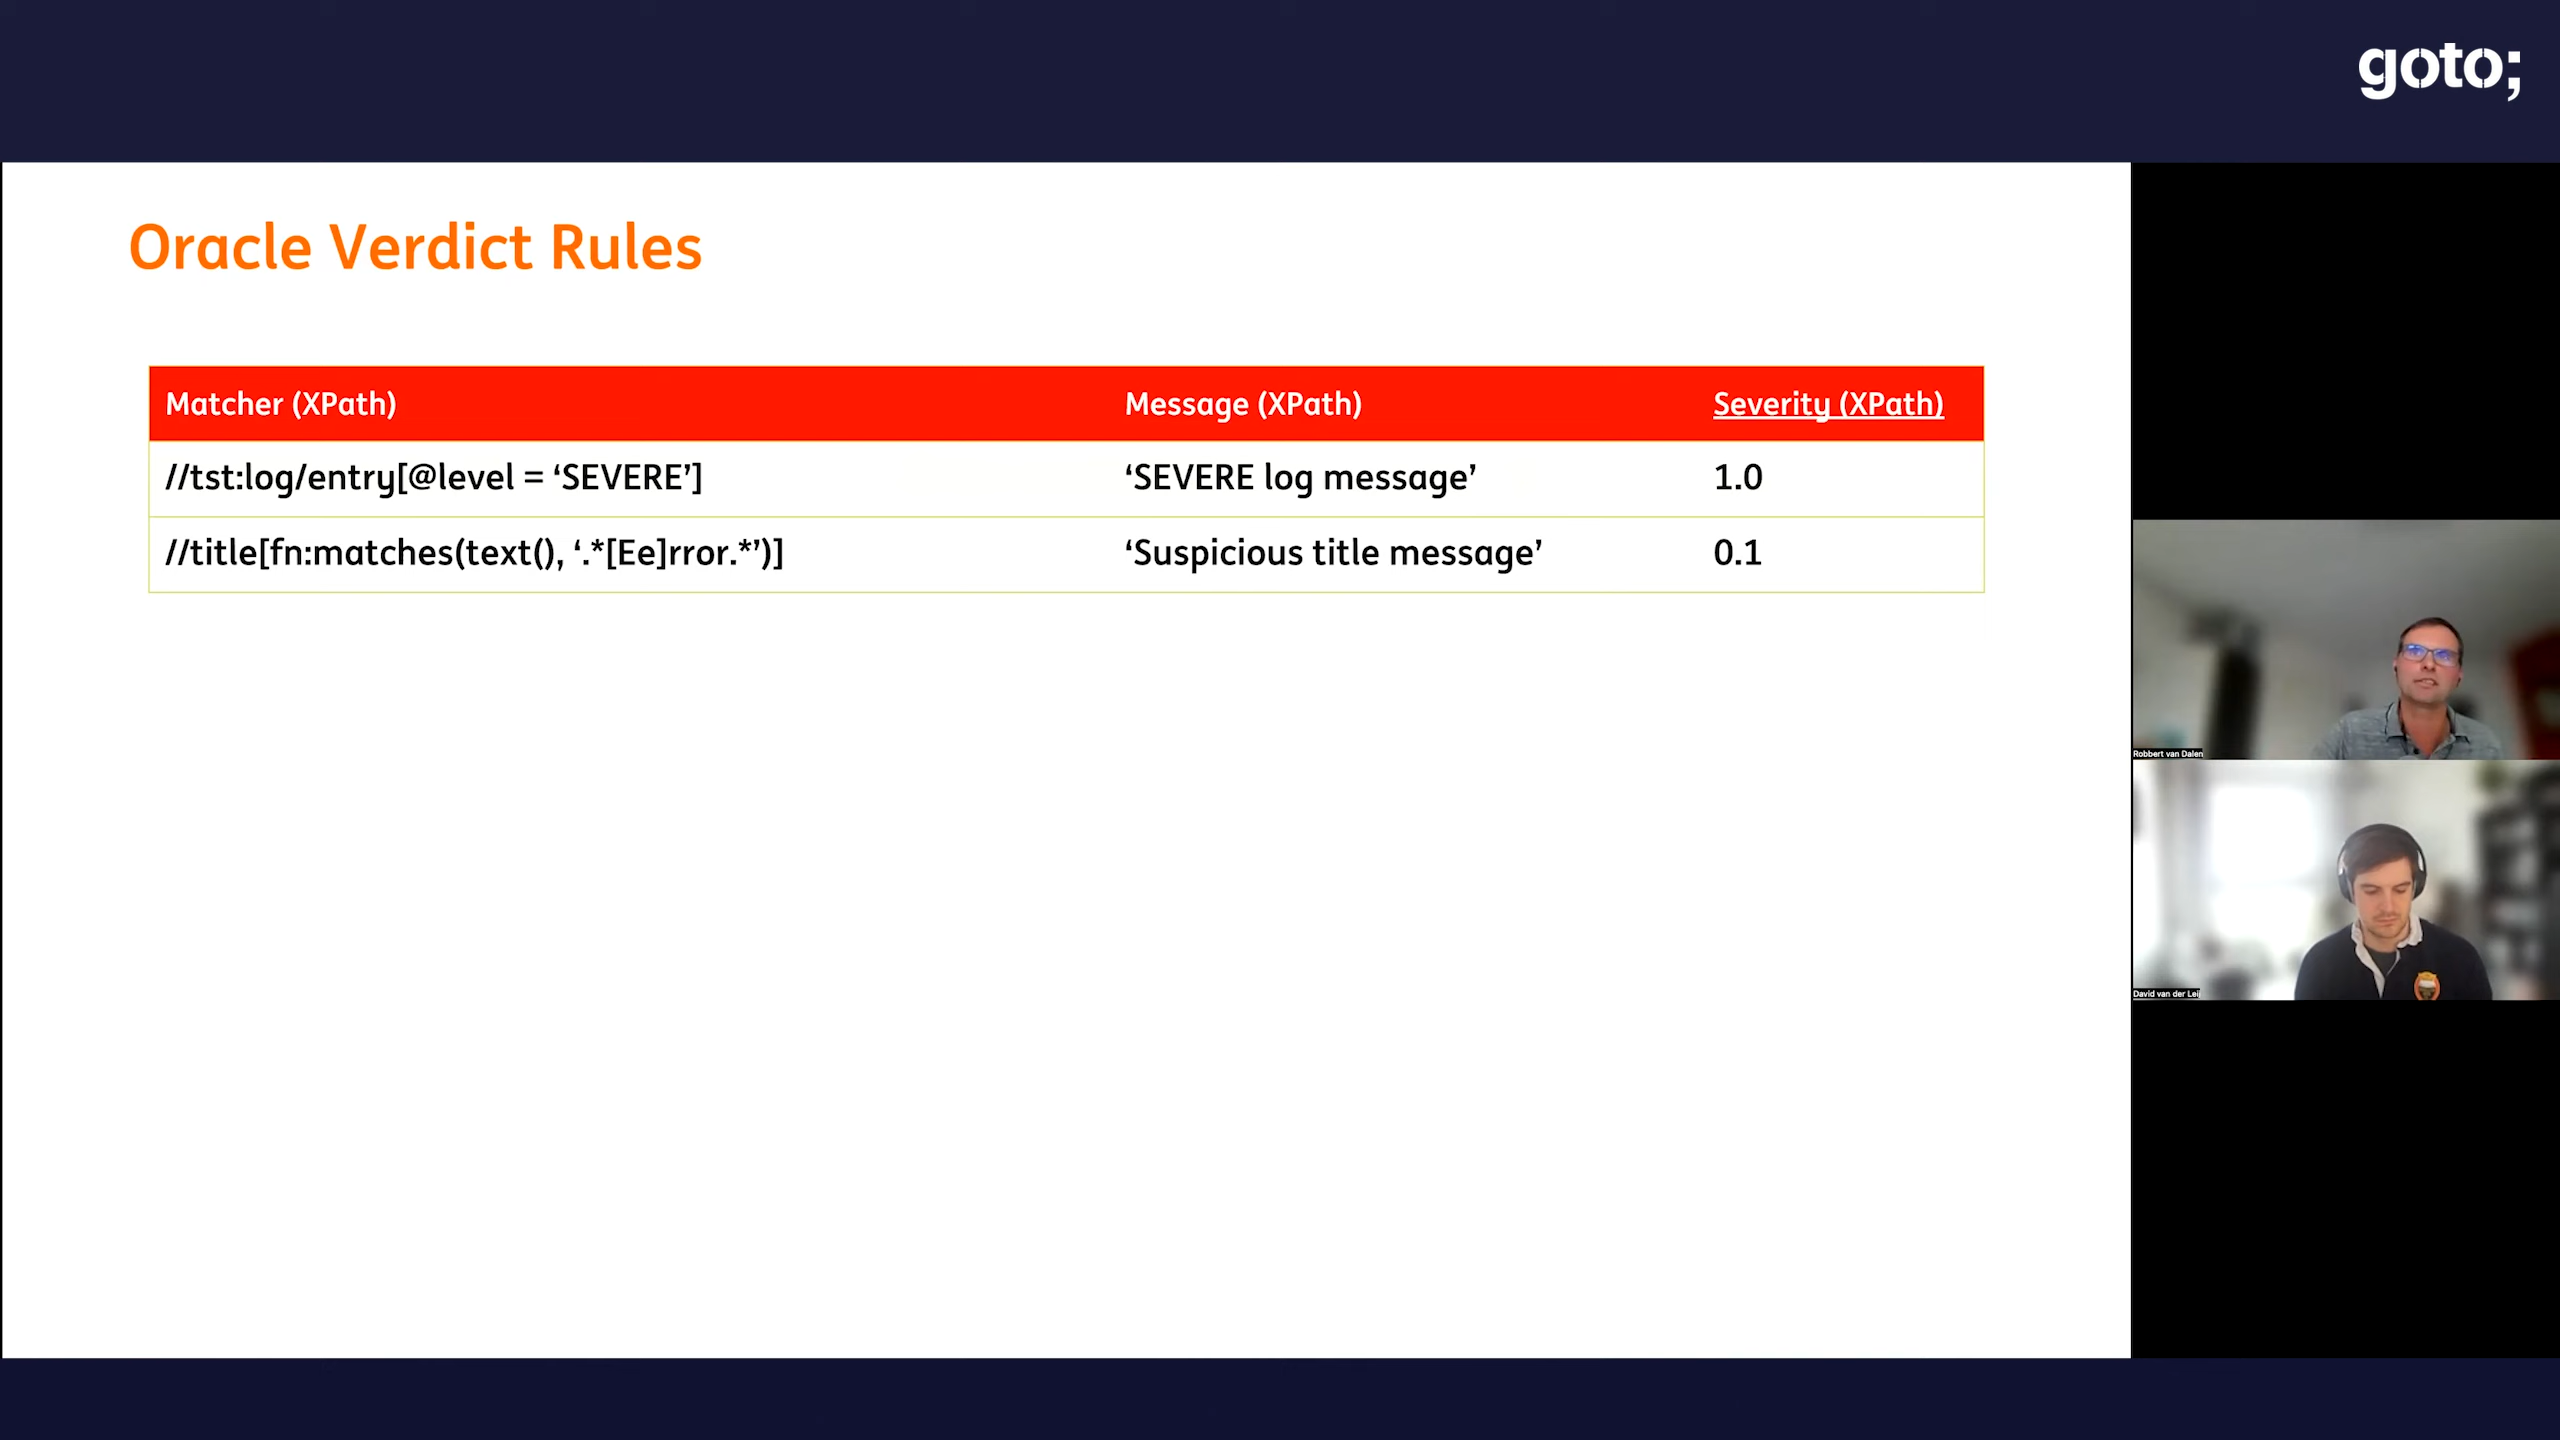 goto;
Oracle Verdict Rules
Matcher (XPath) Message (XPath) Severity (XPath)
//tst:log/entry[@level = ‘SEVERE’] ‘SEVERE log message’ 1.0
//title[fn:matches(text(), ‘.*[Ee]rror.*’)] ‘Suspicious title message’ 0.1
Robbert van Dalen
David van der Leij